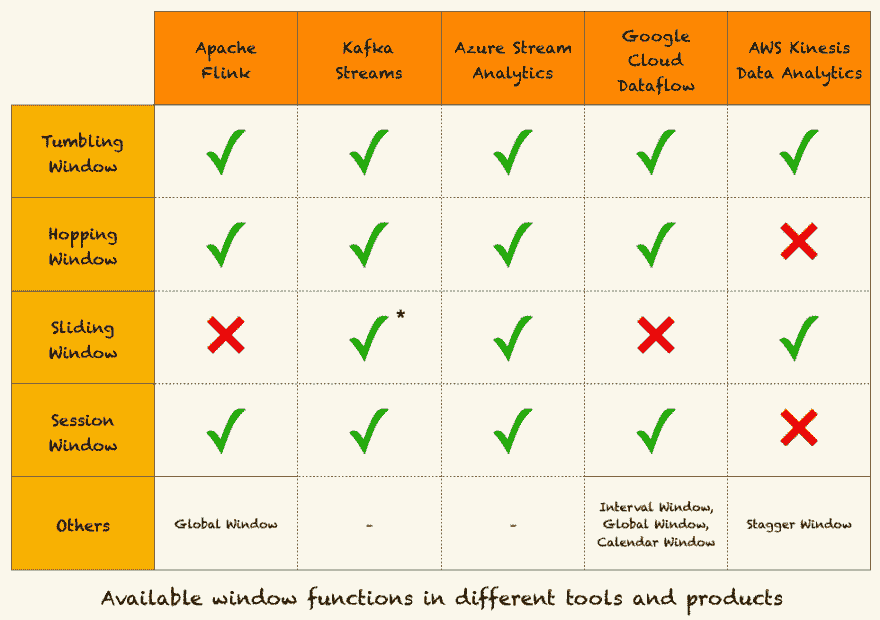 Apache
Flink
Kafka
Streams
Azure Stream
Analytics
Google
Cloud
Dataflow
AWS Kinesis
Data Analytics
Tumbling
Window
Hopping
Window
Sliding
Window
*
Session
Window
Others
Global Window
-
-
Interval Window,
Global Window,
Calendar Window
Stagger Window
Available window functions in different tools and products